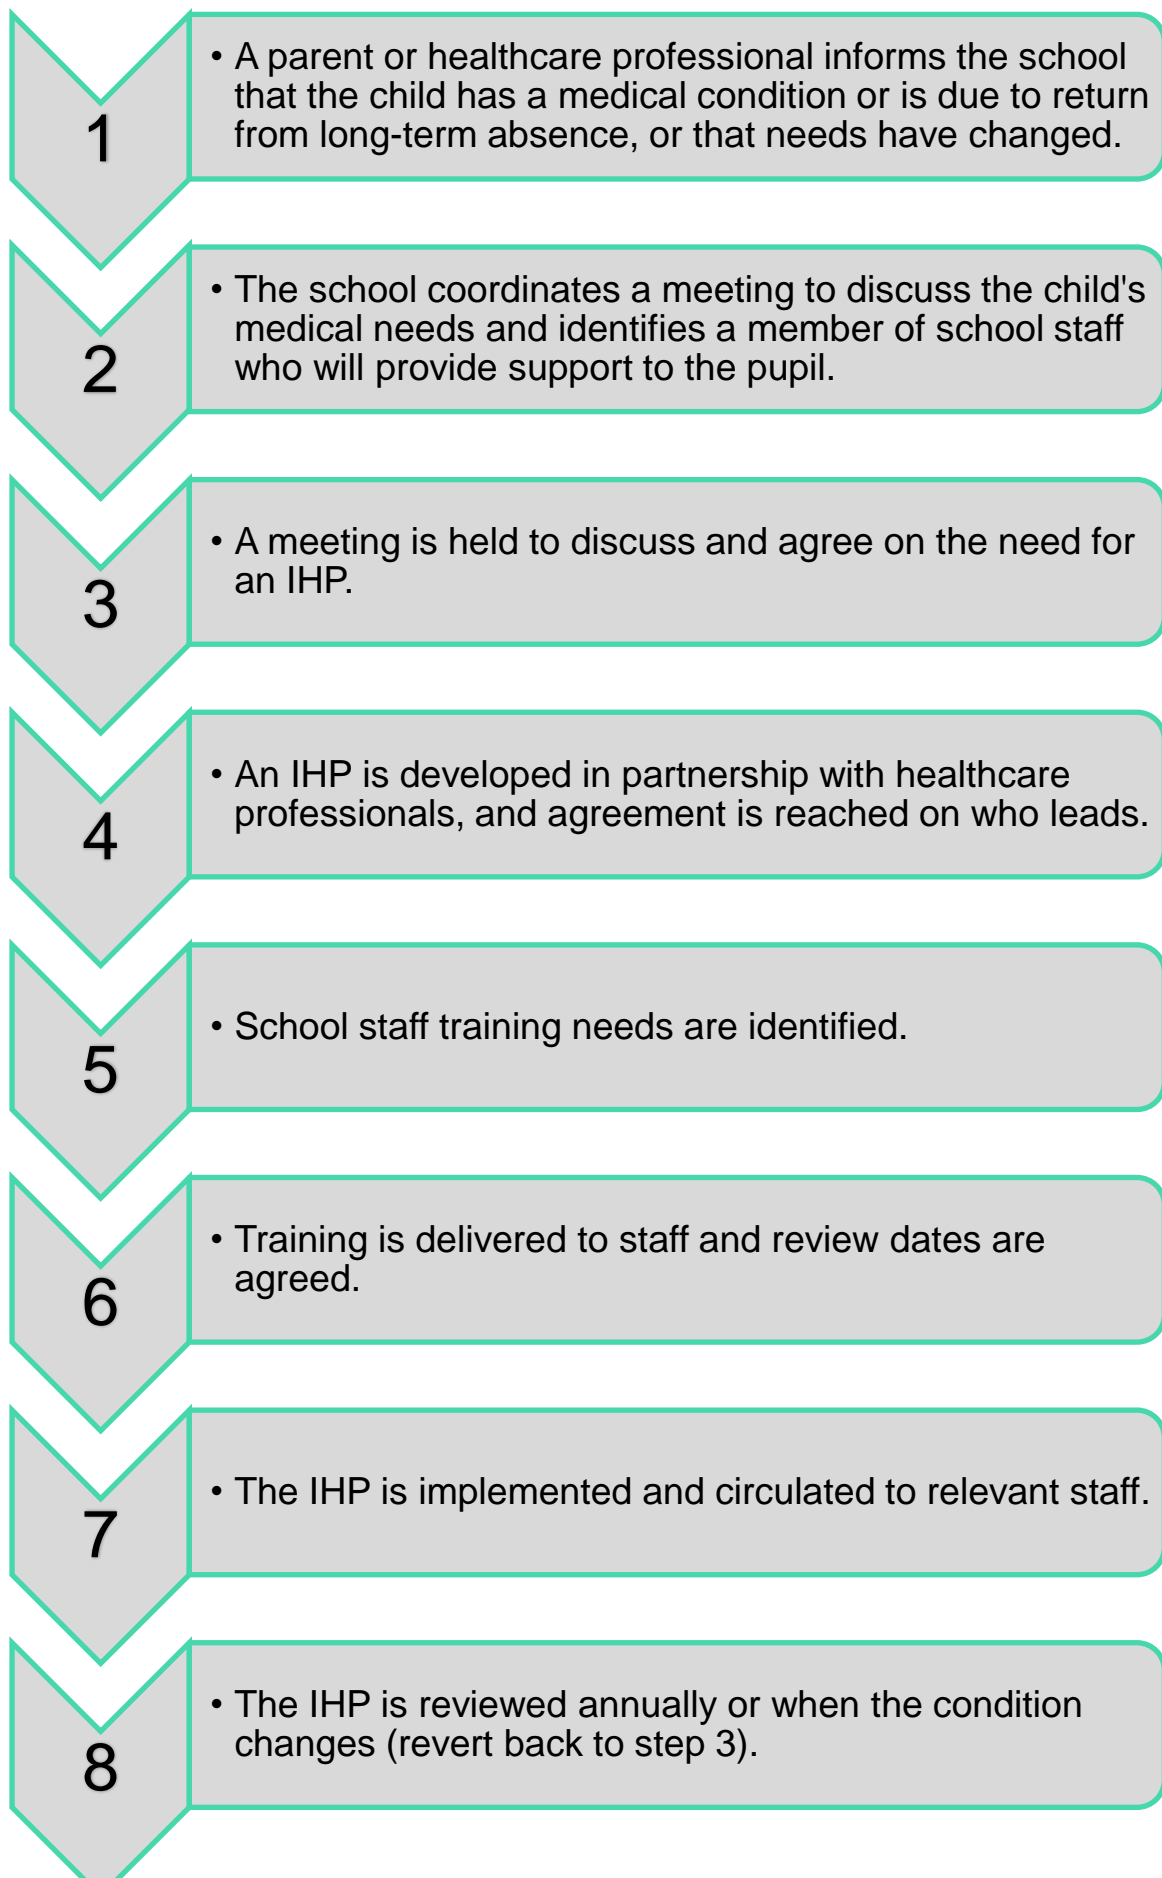 1
• A parent or healthcare professional informs the school
that the child has a medical condition or is due to return
from long-term absence, or that needs have changed.
2
• The school coordinates a meeting to discuss the child's
medical needs and identifies a member of school staff
who will provide support to the pupil.
3
• A meeting is held to discuss and agree on the need for
an IHP.
4
• An IHP is developed in partnership with healthcare
professionals, and agreement is reached on who leads.
5
• School staff training needs are identified.
6
• Training is delivered to staff and review dates are
agreed.
7
• The IHP is implemented and circulated to relevant staff.
8
• The IHP is reviewed annually or when the condition
changes (revert back to step 3).